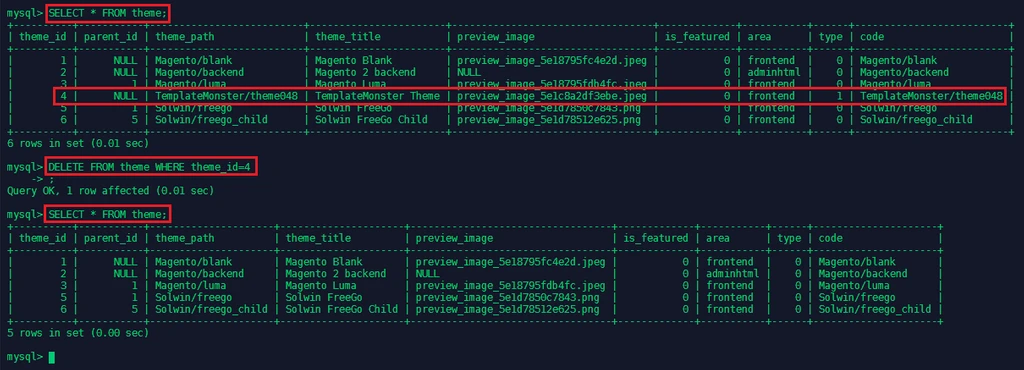 mysql> SELECT * FROM theme;
| theme_id | parent_id | theme_path | theme_title | preview_image | is_featured | area | type | code |
| 1 | NULL | Magento/blank | Magento Blank | preview_image_5e18795fc4e2d.jpeg | 0 | frontend | 0 | Magento/blank |
| 2 | NULL | Magento/backend | Magento 2 backend | NULL | 0 | adminhtml | 0 | Magento/backend |
| 3 | 1 | Magento/luma | Magento Luma | preview_image_5e18795fdb4fc.jpeg | 0 | frontend | 0 | Magento/luma |
| 4 | NULL | TemplateMonster/theme048 | TemplateMonster Theme | preview_image_5e1c8a2df3ebe.jpeg | 0 | frontend | 1 | TemplateMonster/theme048 |
| 5 | 1 | Solwin/freego | Solwin FreeGo | preview_image_5e1d7850c7843.png | 0 | frontend | 0 | Solwin/freego |
| 6 | 5 | Solwin/freego_child | Solwin FreeGo Child | preview_image_5e1d78512e625.png | 0 | frontend | 0 | Solwin/freego_child |
6 rows in set (0.01 sec)
mysql> DELETE FROM theme WHERE theme_id=4
-> ;
Query OK, 1 row affected (0.01 sec)
mysql> SELECT * FROM theme;
| theme_id | parent_id | theme_path | theme_title | preview_image | is_featured | area | type | code |
| 1 | NULL | Magento/blank | Magento Blank | preview_image_5e18795fc4e2d.jpeg | 0 | frontend | 0 | Magento/blank |
| 2 | NULL | Magento/backend | Magento 2 backend | NULL | 0 | adminhtml | 0 | Magento/backend |
| 3 | 1 | Magento/luma | Magento Luma | preview_image_5e18795fdb4fc.jpeg | 0 | frontend | 0 | Magento/luma |
| 5 | 1 | Solwin/freego | Solwin FreeGo | preview_image_5e1d7850c7843.png | 0 | frontend | 0 | Solwin/freego |
| 6 | 5 | Solwin/freego_child | Solwin FreeGo Child | preview_image_5e1d78512e625.png | 0 | frontend | 0 | Solwin/freego_child |
5 rows in set (0.00 sec)
mysql>